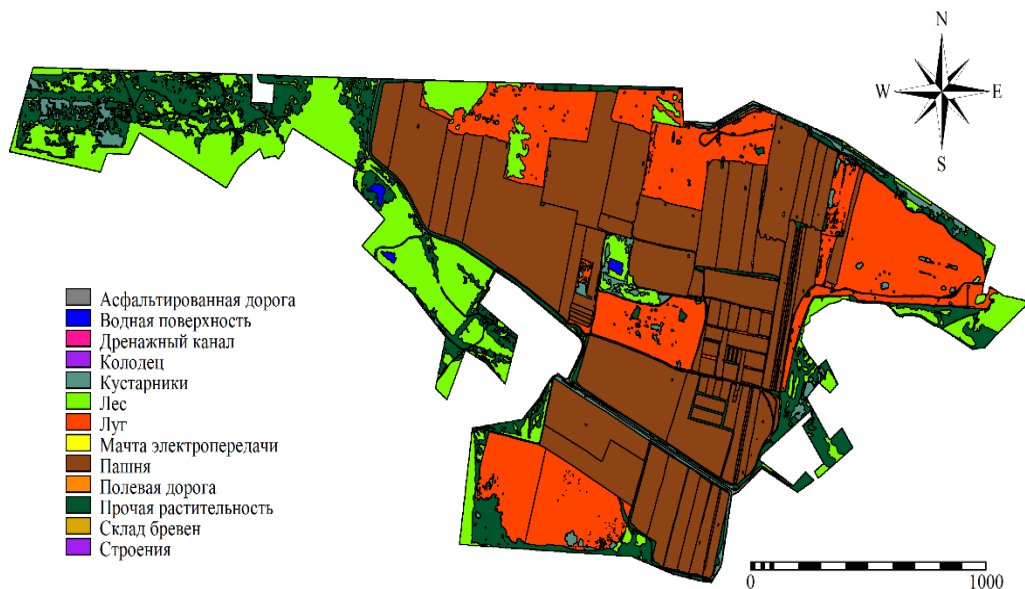 N
W
E
S
Асфальтированная дорога
Водная поверхность
Дренажный канал
Колодец
Кустарники
Лес
Луг
Мачта электропередачи
Пашня
Полевая дорога
Прочая растительность
Склад бревен
Строения
0
1000